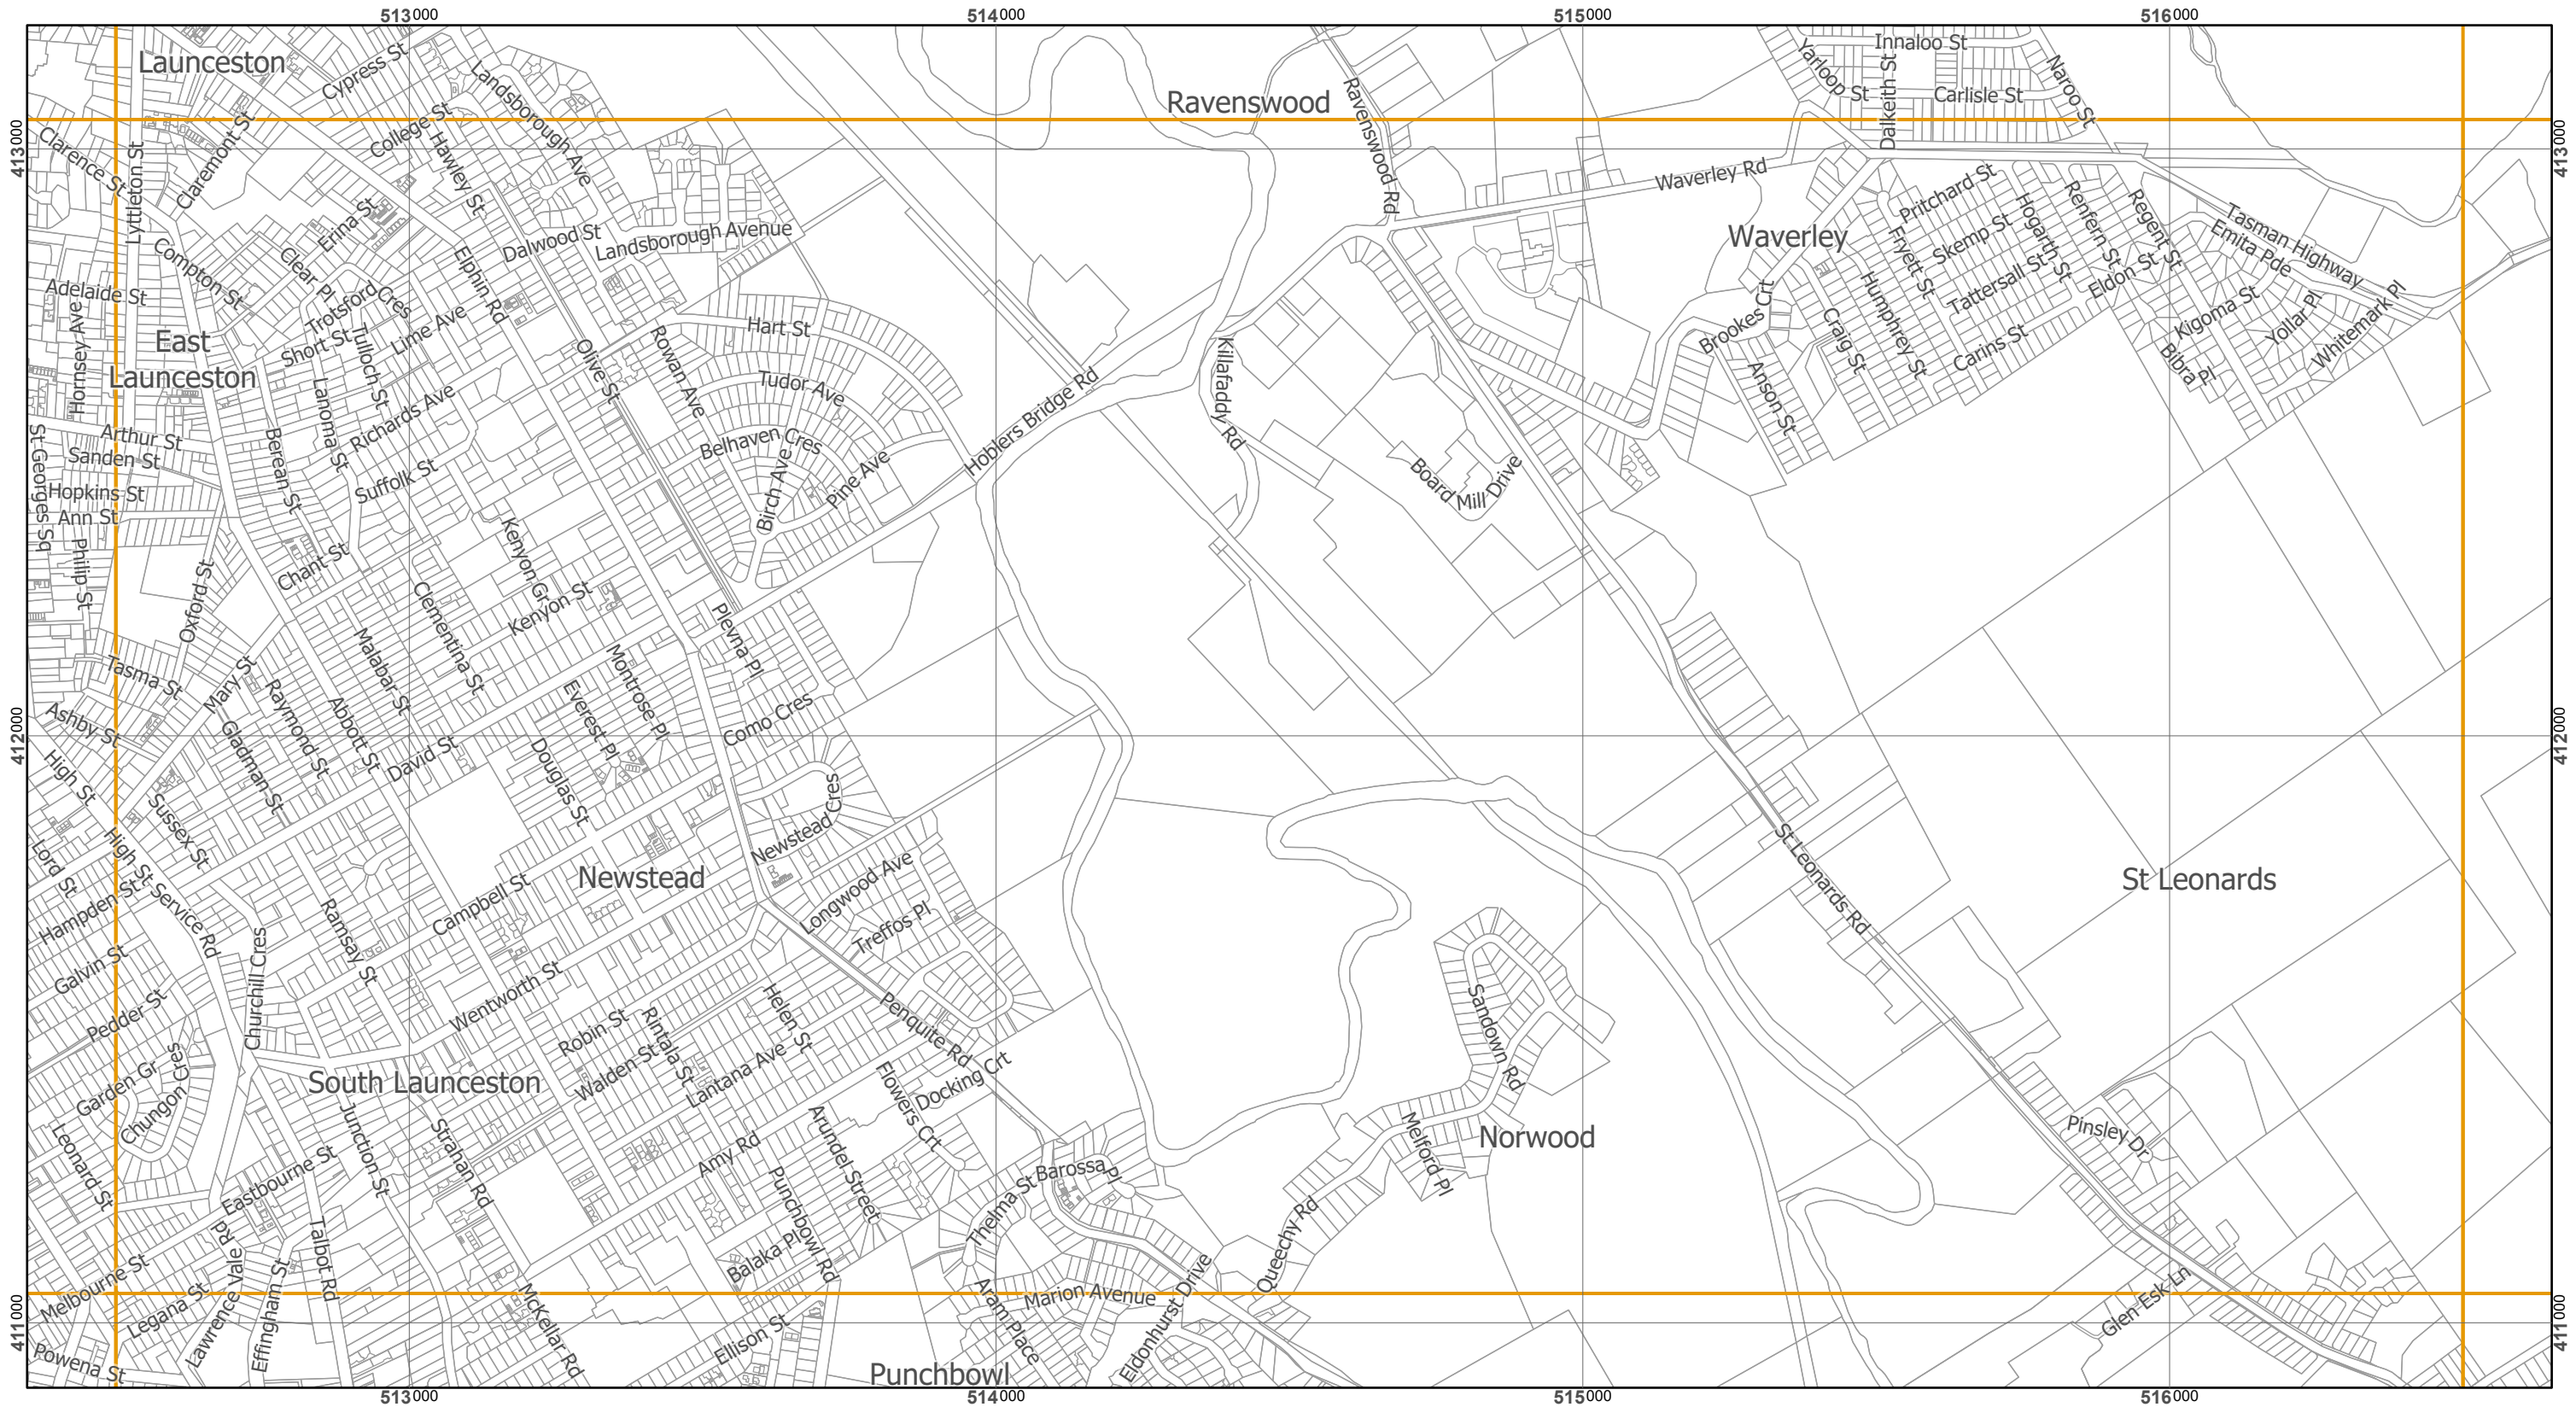 513000
514000
515000
516000
Launceston
Cypress St
Landsborough Ave
Ravenswood
Ravenswood Rd
Yarloop St
Innaloo St
Dalkeith St
Carlisle St
Naroo St
413000
413000
Clarence St
Lyttleton St
Claremont St
College St
Hawley St
Waverley Rd
Waverley
Pritchard St
Fryett St
Skemp St
Hogarth St
Renfern St
Regent St
Tasman Highway
Emita Pde
Compton St
Erina St
Clear Pl
Elphin Rd
Dalwood St
Landsborough Avenue
Adelaide St
Hornsey Ave
Trotsford Cres
Short St
Tulloch St
Lime Ave
Humphrey St
Tattersall St
Eldon St
Kigoma St
Yollar Pl
Whitemark Pl
Bibra Pl
Brookes Crt
Craig St
Carins St
Anson St
East
Launceston
Olive St
Rowan Ave
Hart St
Tudor Ave
Belhaven Cres
Birch Ave
Pine Ave
Hoblers Bridge Rd
Killafaddy Rd
Board Mill Drive
Lanoma St
Richards Ave
Berean St
Suffolk St
Arthur St
Sanden St
St Georges Sq
Hopkins St
Ann St
Philip St
Oxford St
Chant St
Kenyon Gr
Kenyon St
Clementina St
Malabar St
Plevna Pl
Montrose Pl
Everest Pl
Como Cres
Tasma St
Mary St
Raymond St
Abbott St
Ashby St
Gladman St
David St
Douglas St
412000
412000
High St
Sussex St
High St Service Rd
Lord St
Hampden St
Newstead Cres
Newstead
Longwood Ave
Treffos Pl
Campbell St
Ramsay St
St Leonards Rd
St Leonards
Galvin St
Pedder St
Churchill Cres
Wentworth St
Robin St
Rintala St
Walden St
Helen St
Lantana Ave
Penquite Rd
Docking Crt
Flowers Crt
Sandown Rd
Garden Gr
Chungon Cres
South Launceston
Junction St
Strahan Rd
Amy Rd
Arundel Street
Punchbowl Rd
Balaka Pl
Thelma St
Barossa Pl
Melford Pl
Norwood
Queechy Rd
Pinsley Dr
Leonard St
Eastbourne St
Talbot Rd
Melbourne St
Legana St
Lawrence Vale Rd
Effingham St
McKellar Rd
Ellison St
Aram Place
Marion Avenue
Eldonhurst Drive
Glen Esk Ln
411000
411000
Powena St
Punchbowl
513000
514000
515000
516000